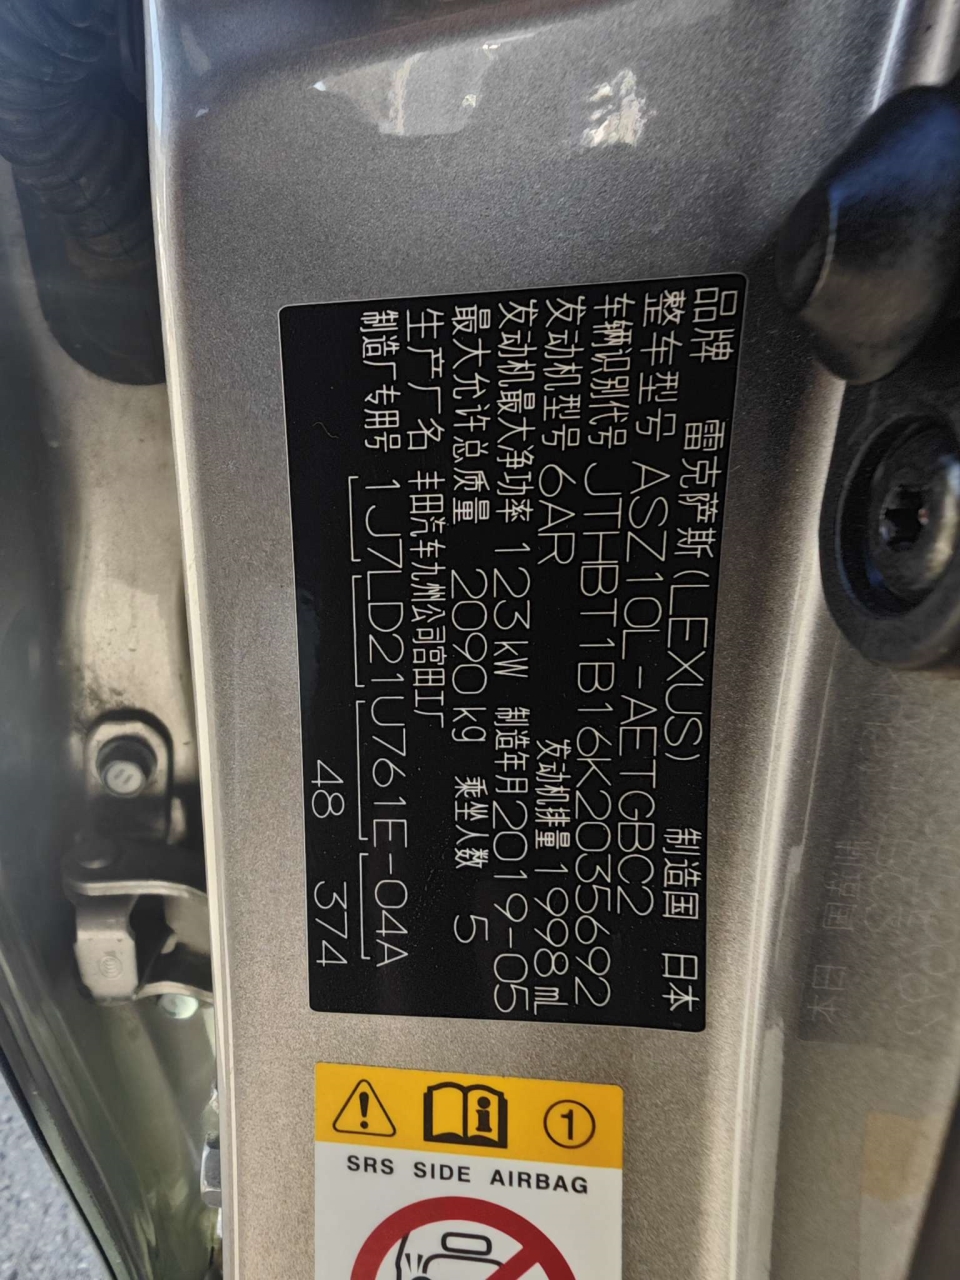 品牌 雷克萨斯(LEXUS) 制造国 日本
整车型号 ASZ10L-AETGBC2
车辆识别代号 JTHBT1B16K2035692
发动机型号 6AR 发动机排量 1998mL
发动机最大净功率 123kW 制造年月 2019-05
最大允许总质量 2090kg 乘坐人数 5
生产厂名 丰田汽车九州公司宫田工厂
制造厂专用号 1J7LD21U761E-04A
48 374
1
SRS SIDE AIRBAG